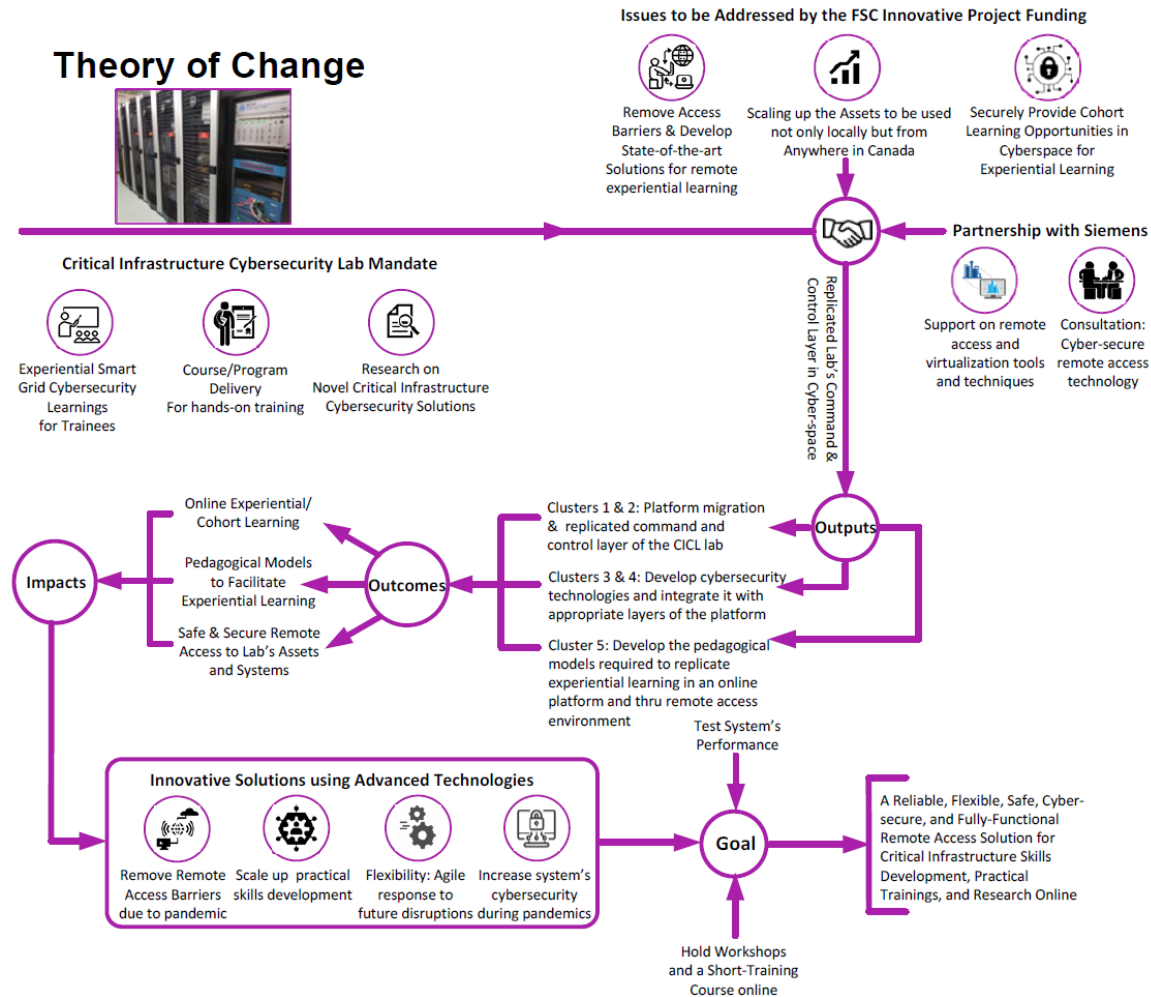 Issues to be Addressed by the FSC Innovative Project Funding
Theory of Change
Remove Access
Barriers & Develop
State-of-the-art
Solutions for remote
experiential learning
Scaling up the Assets to be used
not only locally but from
Anywhere in Canada
Securely Provide Cohort
Learning Opportunities in
Cyberspace for
Experiential Learning
Partnership with Siemens
Support on remote
access and
virtualization tools
and techniques
Consultation:
Cyber-secure
remote access
technology
Critical Infrastructure Cybersecurity Lab Mandate
Experiential Smart
Grid Cybersecurity
Learnings
for Trainees
Course/Program
Delivery
For hands-on training
Research on
Novel Critical Infrastructure
Cybersecurity Solutions
Replicated Lab's Command &
Control Layer in Cyber-space
Outputs
Clusters 1 & 2: Platform migration
& replicated command and
control layer of the CICL lab
Clusters 3 & 4: Develop cybersecurity
technologies and integrate it with
appropriate layers of the platform
Cluster 5: Develop the pedagogical
models required to replicate
experiential learning in an online
platform and thru remote access
environment
Outcomes
Online Experiential/
Cohort Learning
Pedagogical Models
to Facilitate
Experiential Learning
Safe & Secure Remote
Access to Lab's Assets
and Systems
Impacts
Innovative Solutions using Advanced Technologies
Remove Remote
Access Barriers
due to pandemic
Scale up practical
skills development
Flexibility: Agile
response to
future disruptions
Increase system's
cybersecurity
during pandemics
Test System's
Performance
Goal
Hold Workshops
and a Short-Training
Course online
A Reliable, Flexible, Safe, Cyber-
secure, and Fully-Functional
Remote Access Solution for
Critical Infrastructure Skills
Development, Practical
Trainings, and Research Online